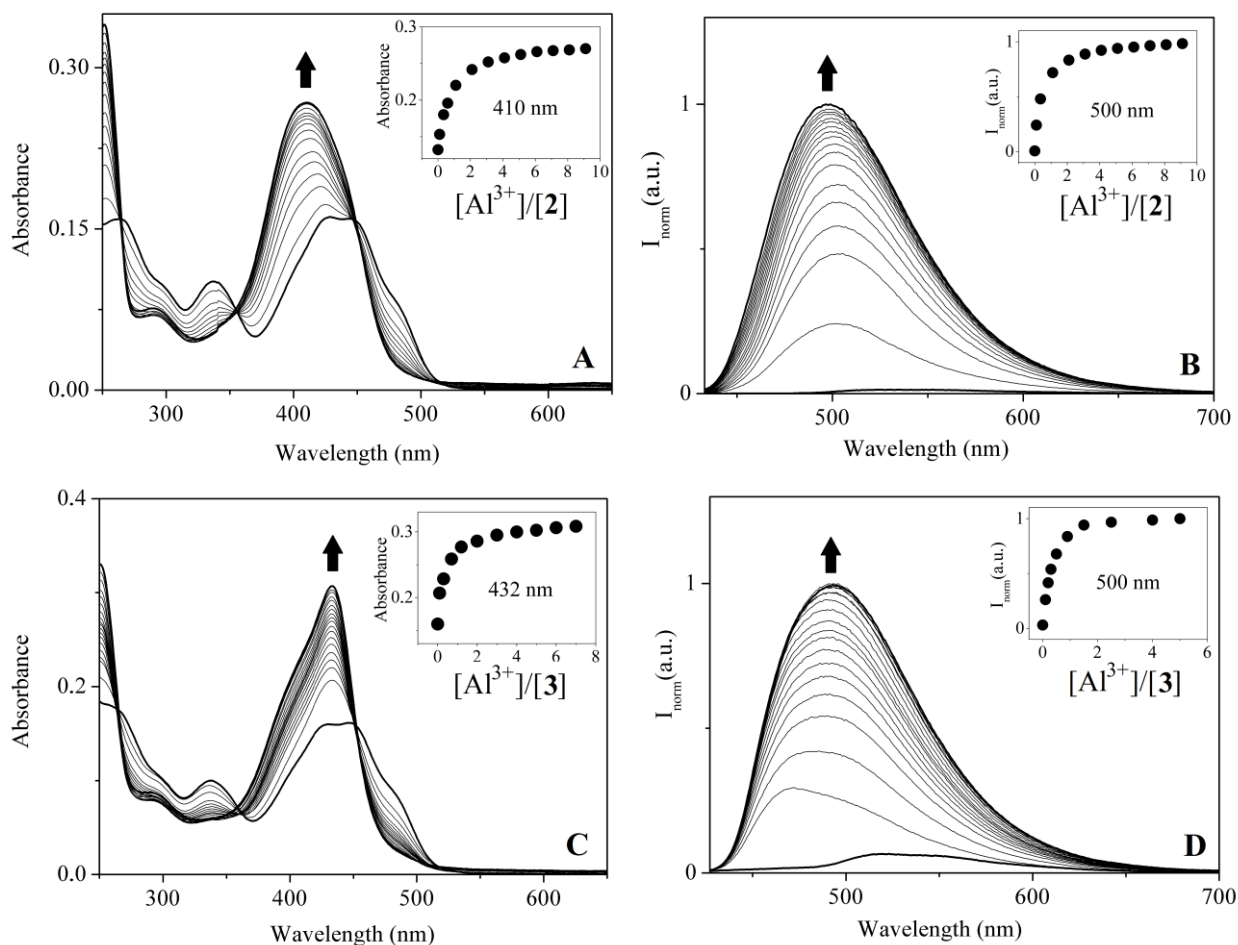 0.30
0.15
0.00
Absorbance
300
400
500
600
Wavelength (nm)
A
0.3
0.2
Absorbance
410 nm
0
2
4
6
8
10
[Al³⁺]/[2]
1
0
I_norm (a.u.)
500
600
700
Wavelength (nm)
B
1
0
I_norm (a.u.)
500 nm
0
2
4
6
8
10
[Al³⁺]/[2]
0.4
0.2
0.0
Absorbance
300
400
500
600
Wavelength (nm)
C
0.3
0.2
Absorbance
432 nm
0
2
4
6
8
[Al³⁺]/[3]
1
0
I_norm (a.u.)
500
600
700
Wavelength (nm)
D
1
0
I_norm (a.u.)
500 nm
0
2
4
6
[Al³⁺]/[3]